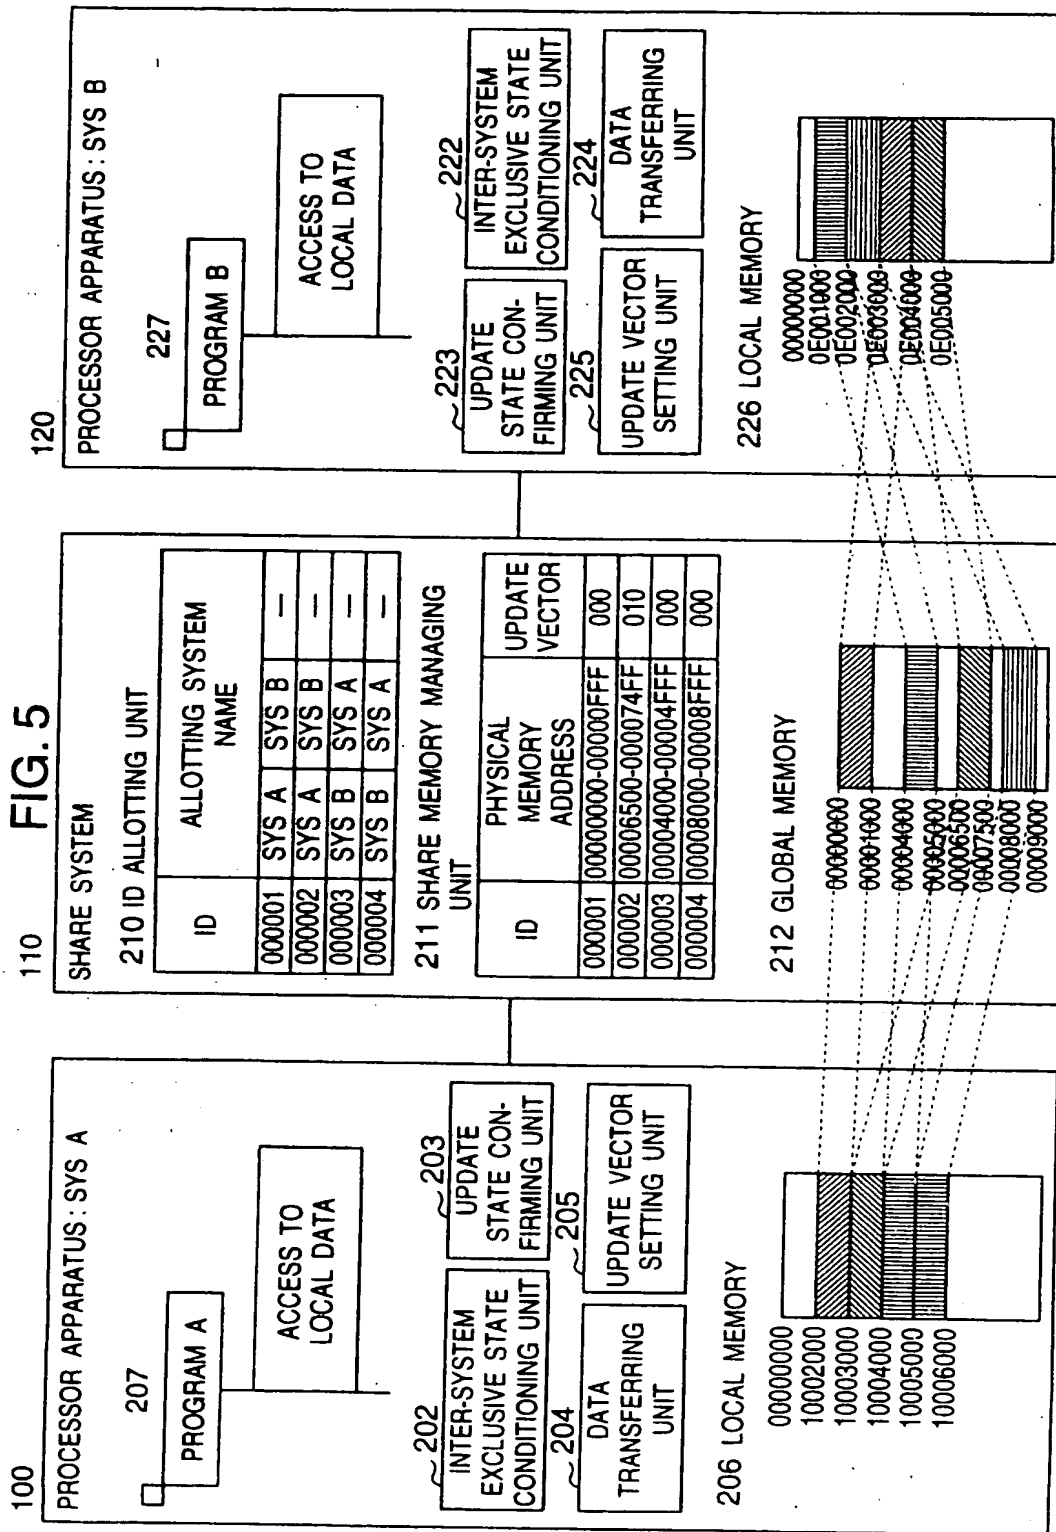 FIG. 5
100
PROCESSOR APPARATUS : SYS A
207
PROGRAM A
ACCESS TO
LOCAL DATA
202
INTER-SYSTEM
EXCLUSIVE STATE
CONDITIONING UNIT
203
UPDATE
STATE CON-
FIRMING UNIT
204
DATA
TRANSFERRING
UNIT
205
UPDATE VECTOR
SETTING UNIT
206 LOCAL MEMORY
00000000
10002000
10003000
10004000
10005000
10006000
110
SHARE SYSTEM
210 ID ALLOTTING UNIT
ID ALLOTTING SYSTEM
NAME
000001 SYS A SYS B —
000002 SYS A SYS B —
000003 SYS B SYS A —
000004 SYS B SYS A —
211 SHARE MEMORY MANAGING
UNIT
ID PHYSICAL
MEMORY
ADDRESS UPDATE
VECTOR
000001 00000000-00000FFF 000
000002 00006500-000074FF 010
000003 00004000-00004FFF 000
000004 00008000-00008FFF 000
212 GLOBAL MEMORY
00000000
00001000
00004000
00005000
00006500
00007500
00008000
00009000
120
PROCESSOR APPARATUS : SYS B
227
PROGRAM B
ACCESS TO
LOCAL DATA
223
UPDATE
STATE CON-
FIRMING UNIT
222
INTER-SYSTEM
EXCLUSIVE STATE
CONDITIONING UNIT
225
UPDATE VECTOR
SETTING UNIT
224
DATA
TRANSFERRING
UNIT
226 LOCAL MEMORY
00000000
0E001000
0E002000
0E003000
0E004000
0E005000